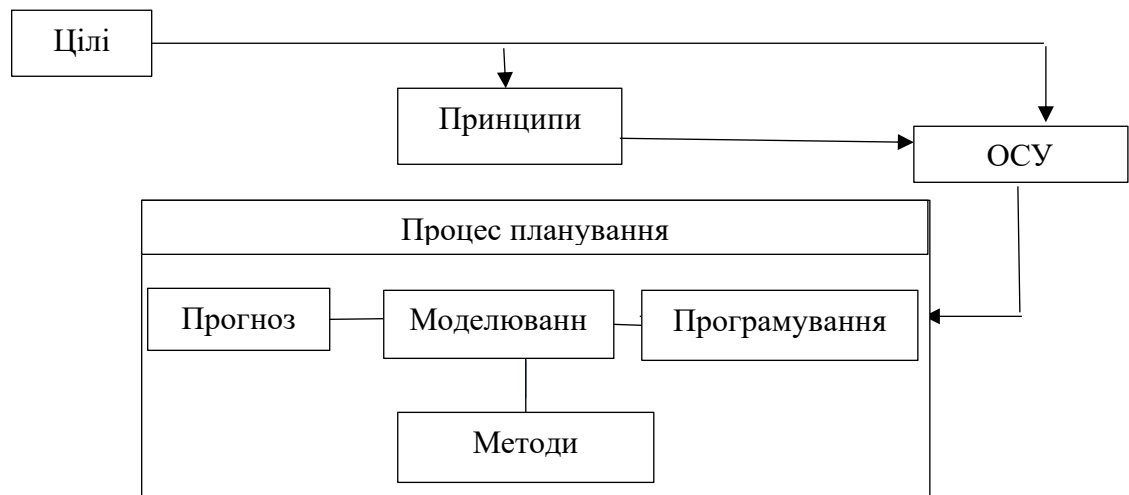 Цілі
Принципи
ОСУ
Процес планування
Прогноз
Моделюванн
Програмування
Методи